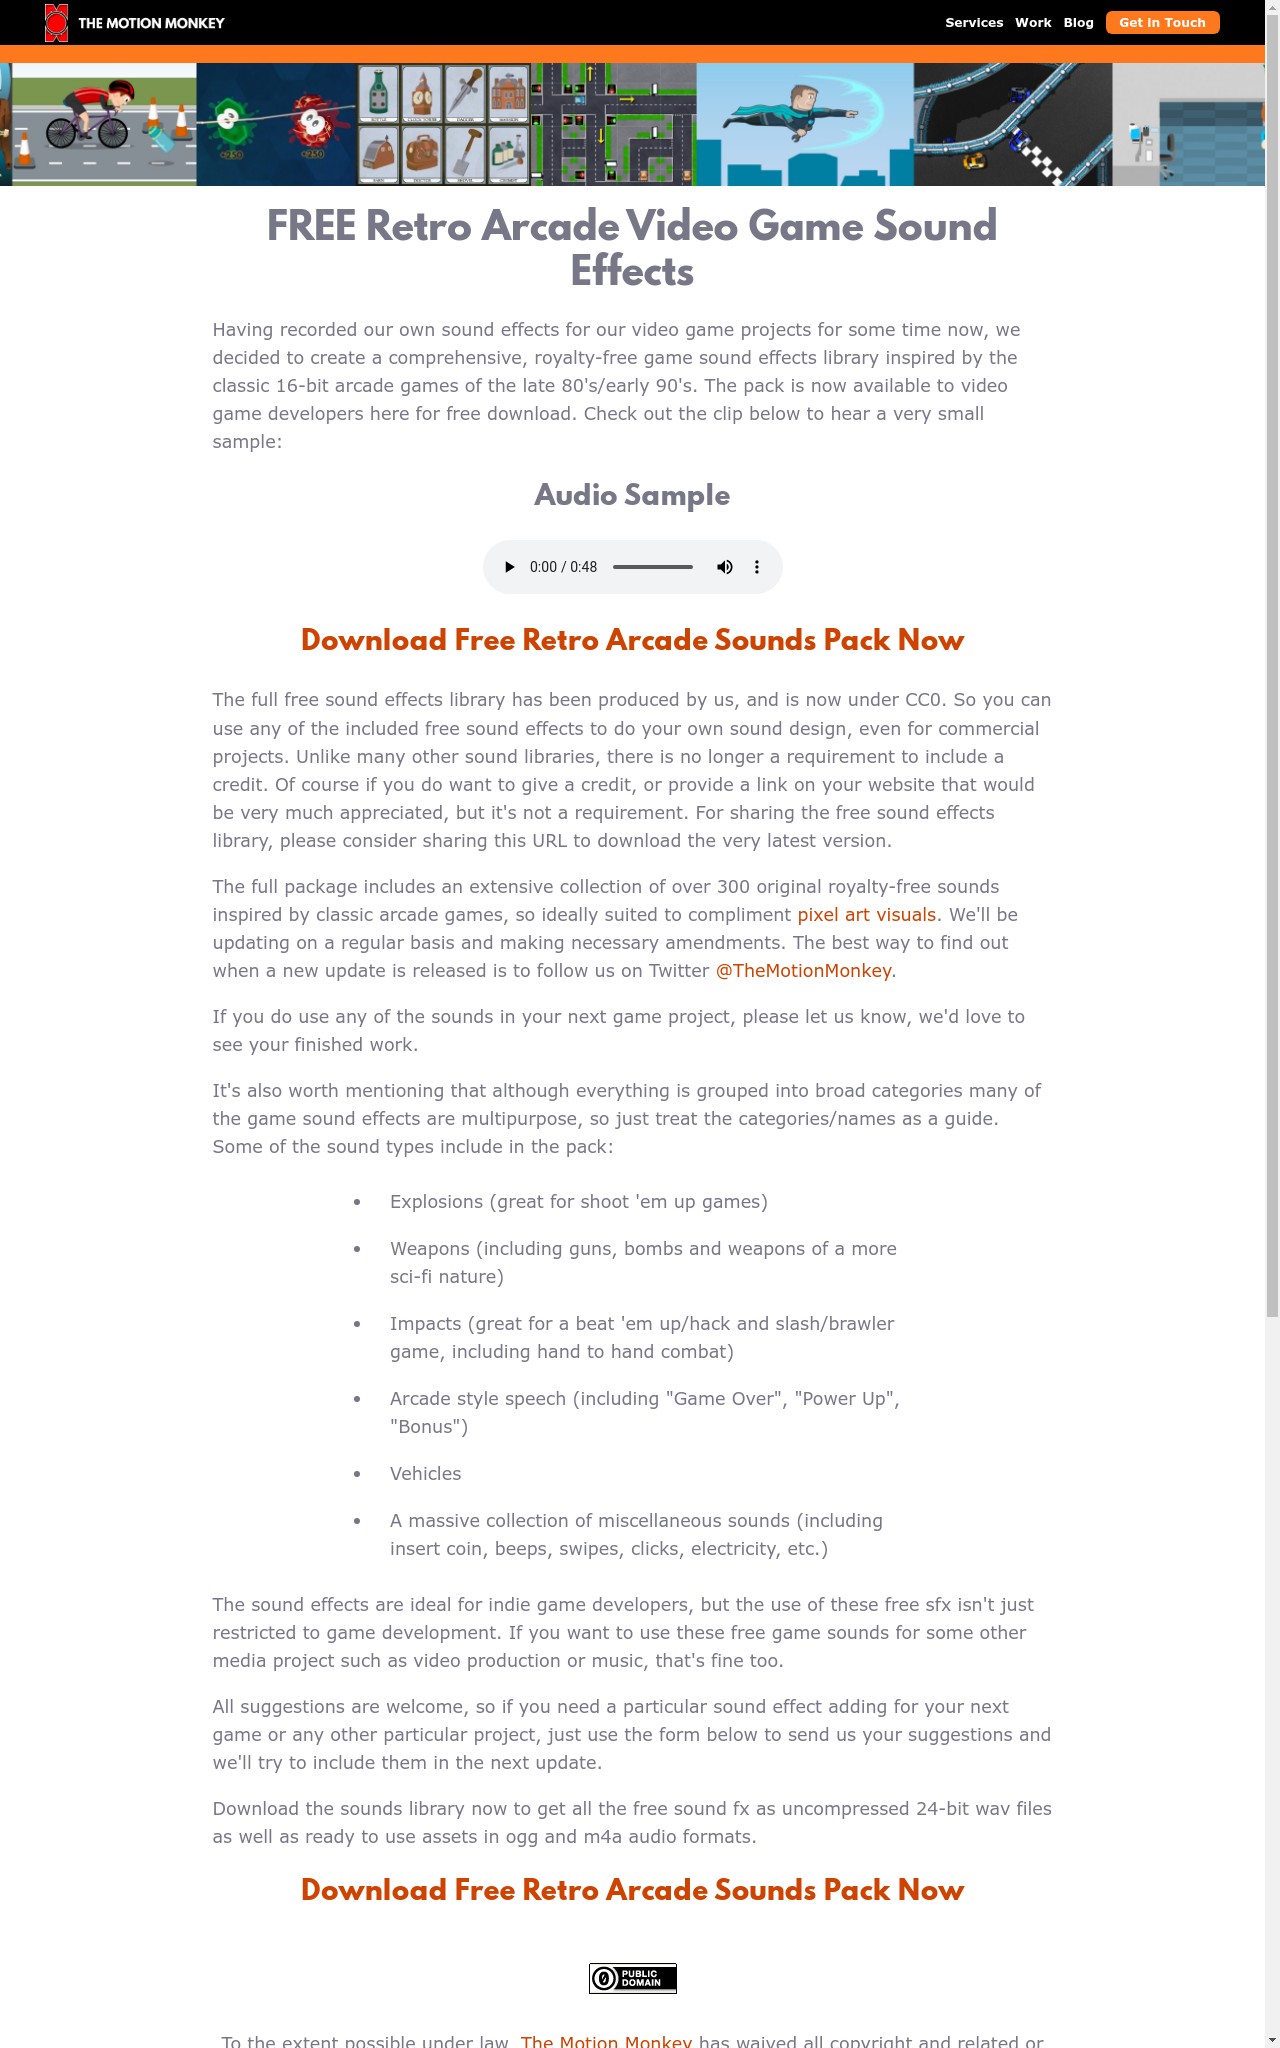 THE MOTION MONKEY
Services Work Blog Get in Touch
+250 +250
FREE Retro Arcade Video Game Sound
Effects
Having recorded our own sound effects for our video game projects for some time now, we
decided to create a comprehensive, royalty-free game sound effects library inspired by the
classic 16-bit arcade games of the late 80's/early 90's. The pack is now available to video
game developers here for free download. Check out the clip below to hear a very small
sample:
Audio Sample
0:00 / 0:48
Download Free Retro Arcade Sounds Pack Now
The full free sound effects library has been produced by us, and is now under CC0. So you can
use any of the included free sound effects to do your own sound design, even for commercial
projects. Unlike many other sound libraries, there is no longer a requirement to include a
credit. Of course if you do want to give a credit, or provide a link on your website that would
be very much appreciated, but it's not a requirement. For sharing the free sound effects
library, please consider sharing this URL to download the very latest version.
The full package includes an extensive collection of over 300 original royalty-free sounds
inspired by classic arcade games, so ideally suited to compliment pixel art visuals. We'll be
updating on a regular basis and making necessary amendments. The best way to find out
when a new update is released is to follow us on Twitter @TheMotionMonkey.
If you do use any of the sounds in your next game project, please let us know, we'd love to
see your finished work.
It's also worth mentioning that although everything is grouped into broad categories many of
the game sound effects are multipurpose, so just treat the categories/names as a guide.
Some of the sound types include in the pack:
• Explosions (great for shoot 'em up games)
• Weapons (including guns, bombs and weapons of a more
sci-fi nature)
• Impacts (great for a beat 'em up/hack and slash/brawler
game, including hand to hand combat)
• Arcade style speech (including "Game Over", "Power Up",
"Bonus")
• Vehicles
• A massive collection of miscellaneous sounds (including
insert coin, beeps, swipes, clicks, electricity, etc.)
The sound effects are ideal for indie game developers, but the use of these free sfx isn't just
restricted to game development. If you want to use these free game sounds for some other
media project such as video production or music, that's fine too.
All suggestions are welcome, so if you need a particular sound effect adding for your next
game or any other particular project, just use the form below to send us your suggestions and
we'll try to include them in the next update.
Download the sounds library now to get all the free sound fx as uncompressed 24-bit wav files
as well as ready to use assets in ogg and m4a audio formats.
Download Free Retro Arcade Sounds Pack Now
PUBLIC
DOMAIN
To the extent possible under law, The Motion Monkey has waived all copyright and related or